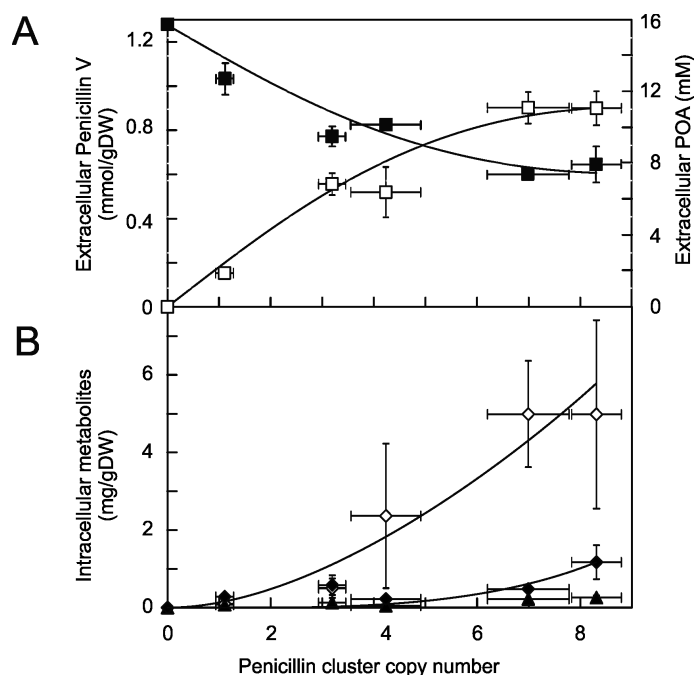 A
Extracellular Penicillin V
(mmol/gDW)
1.2
0.8
0.4
0
16
12
8
4
0
Extracellular POA (mM)
B
Intracellular metabolites
(mg/gDW)
6
4
2
0
0 2 4 6 8
Penicillin cluster copy number